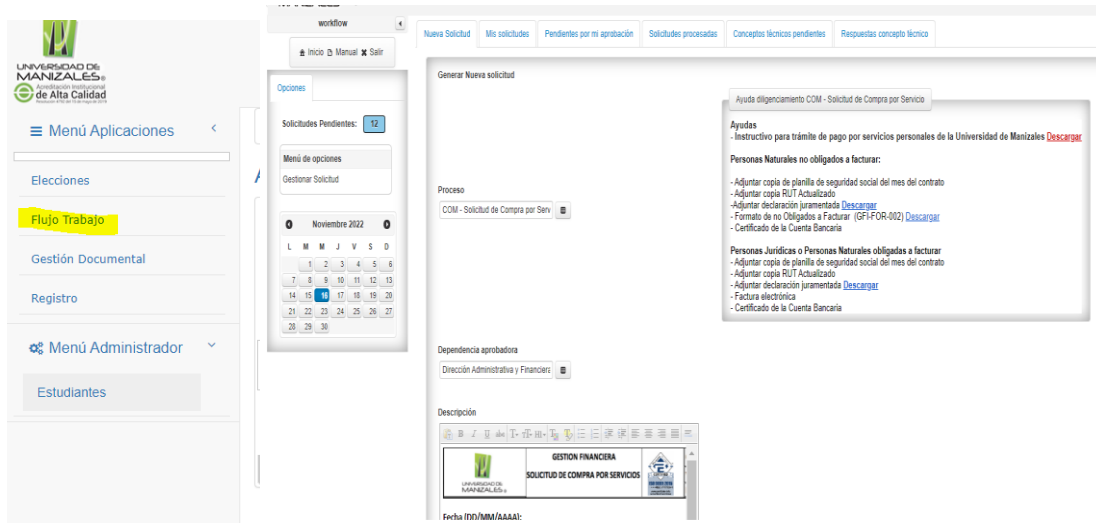 UNIVERSIDAD DE
MANIZALES
Acreditación Institucional
de Alta Calidad
Menú Aplicaciones
Elecciones
Flujo Trabajo
Gestión Documental
Registro
Menú Administrador
Estudiantes
workflow
Inicio Manual Salir
Opciones
Solicitudes Pendientes: 12
Menú de opciones
Gestionar Solicitud
Noviembre 2022
L M M J V S D
1 2 3 4 5 6
7 8 9 10 11 12 13
14 15 16 17 18 19 20
21 22 23 24 25 26 27
28 29 30
Nueva Solicitud Mis solicitudes Pendientes por mi aprobación Solicitudes procesadas Conceptos técnicos pendientes Respuestas concepto técnico
Generar Nueva solicitud
Proceso
COM - Solicitud de Compra por Serv
Dependencia aprobadora
Dirección Administrativa y Financiera
Descripción
UNIVERSIDAD DE
MANIZALES
GESTION FINANCIERA
SOLICITUD DE COMPRA POR SERVICIOS
Fecha (DD/MM/AAAA):
Ayuda diligenciamiento COM - Solicitud de Compra por Servicio
Ayudas
- Instructivo para trámite de pago por servicios personales de la Universidad de Manizales Descargar
Personas Naturales no obligados a facturar:
- Adjuntar copia de planilla de seguridad social del mes del contrato
- Adjuntar copia RUT Actualizado
- Adjuntar declaración juramentada Descargar
- Formato de no Obligados a Facturar (GFI-FOR-002) Descargar
- Certificado de la Cuenta Bancaria
Personas Jurídicas o Personas Naturales obligadas a facturar
- Adjuntar copia de planilla de seguridad social del mes del contrato
- Adjuntar copia RUT Actualizado
- Adjuntar declaración juramentada Descargar
- Factura electrónica
- Certificado de la Cuenta Bancaria